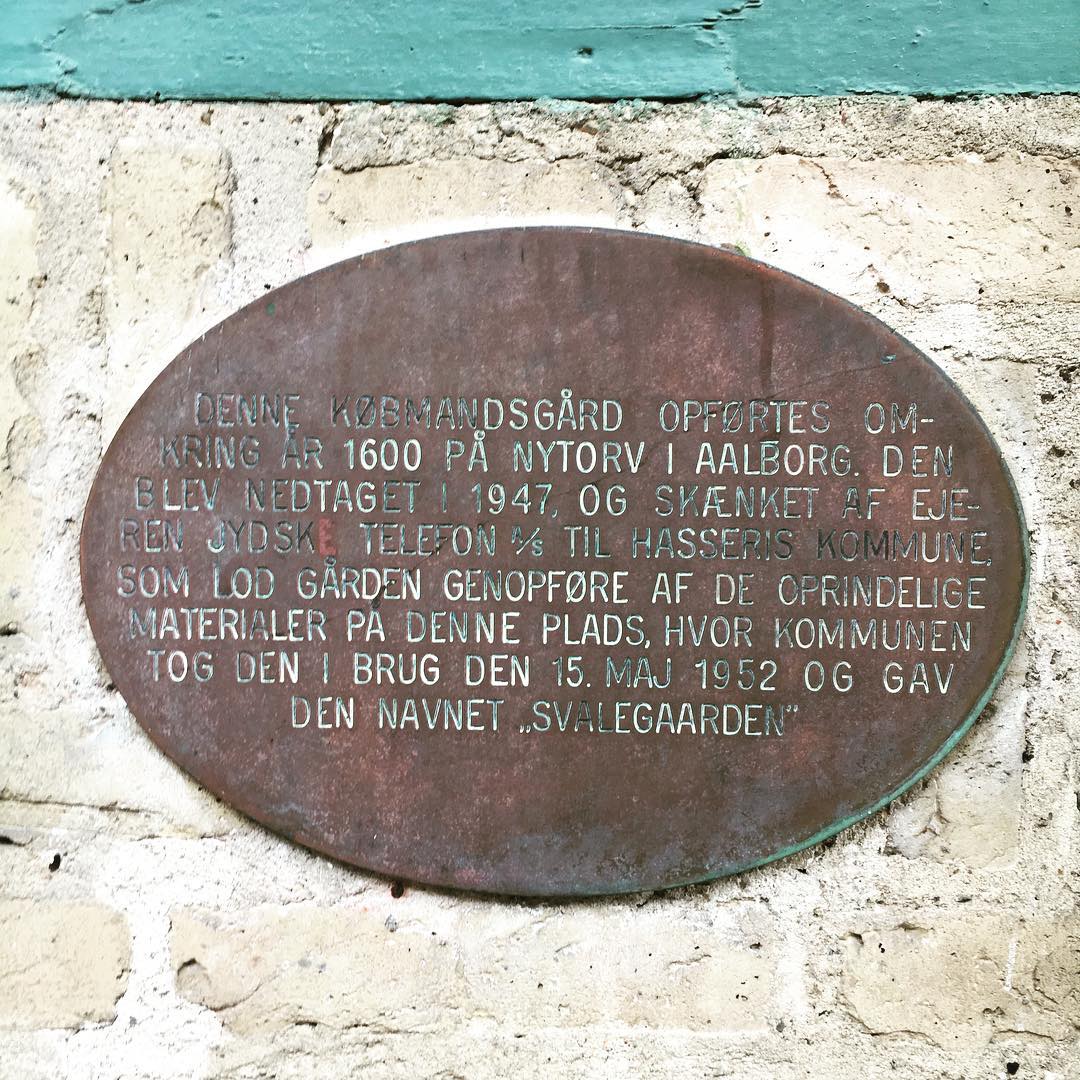 DENNE KØBMANDSGÅRD OPFØRTES OM-
KRING ÅR 1600 PÅ NYTORV I AALBORG. DEN
BLEV NEDTAGET I 1947, OG SKÆNKET AF EJE-
REN JYDSKE TELEFON A/S TIL HASSERIS KOMMUNE,
SOM LOD GÅRDEN GENOPFØRE AF DE OPRINDELIGE
MATERIALER PÅ DENNE PLADS, HVOR KOMMUNEN
TOG DEN I BRUG DEN 15. MAJ 1952 OG GAV
DEN NAVNET „SVALEGAARDEN”